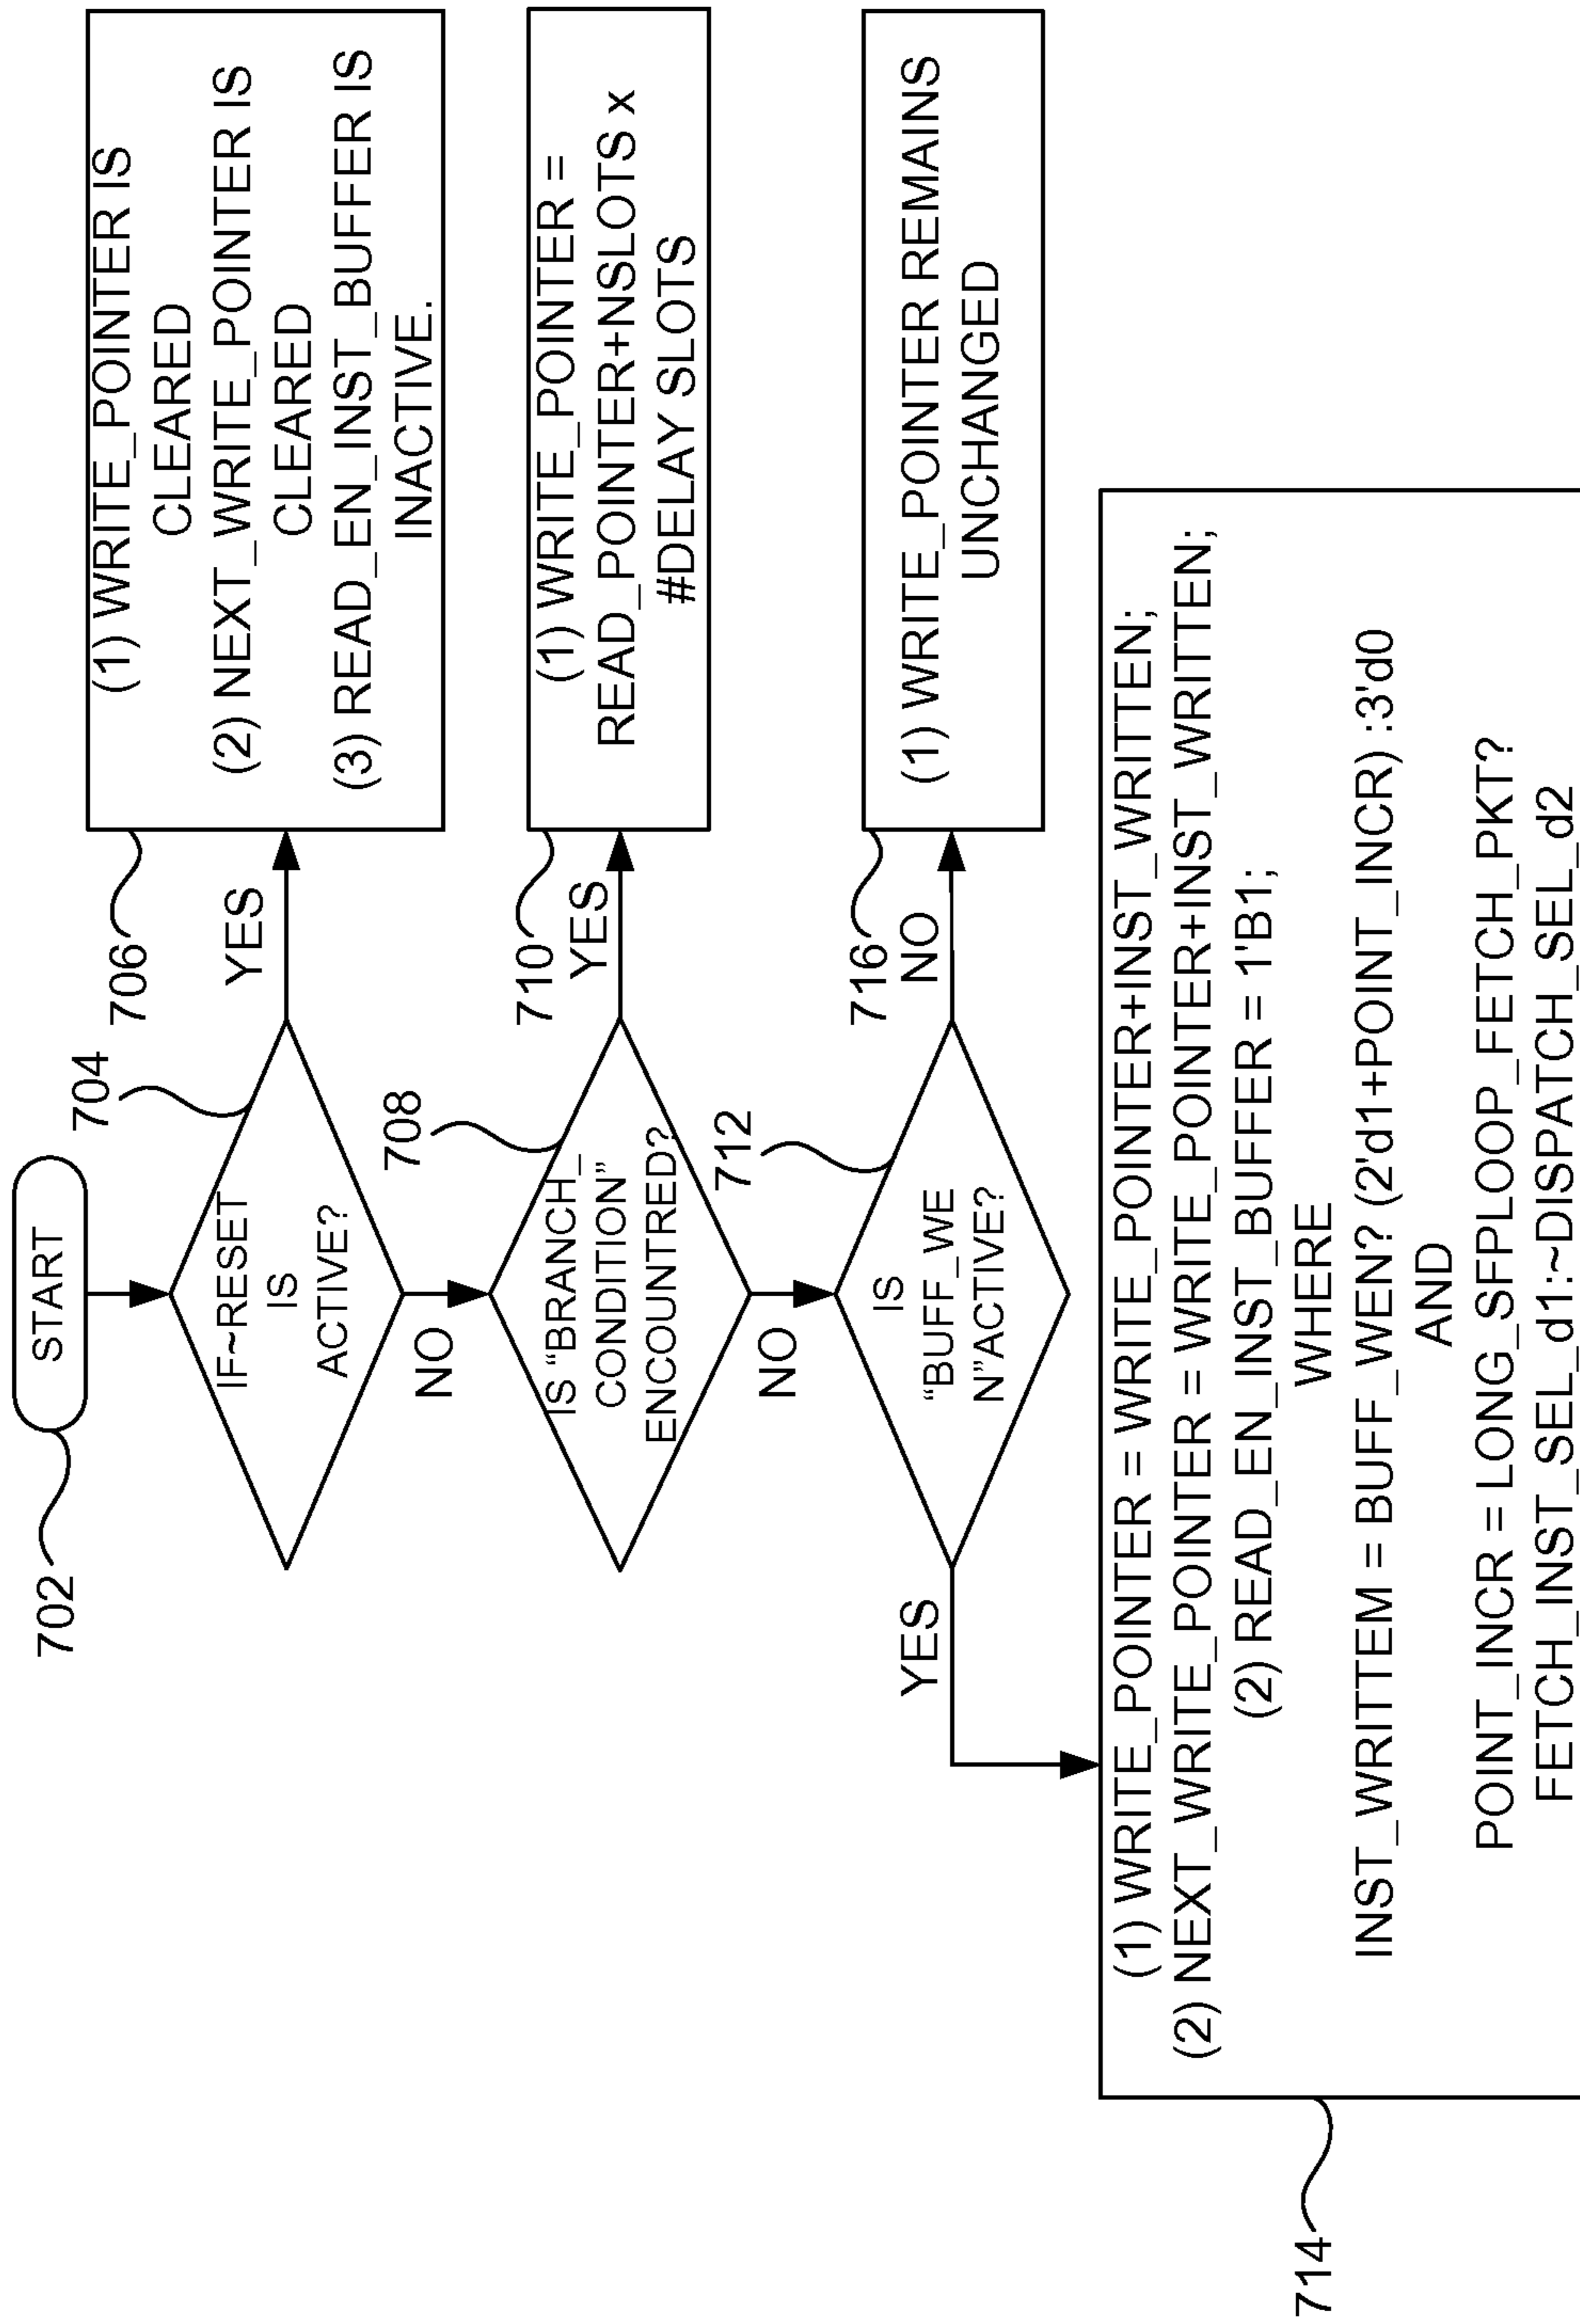 702
START
704
IF~RESET
IS
ACTIVE?
YES
706
(1) WRITE_POINTER IS
CLEARED
(2) NEXT_WRITE_POINTER IS
CLEARED
(3) READ_EN_INST_BUFFER IS
INACTIVE.
NO
708
IS “BRANCH_
CONDITION”
ENCOUNTRED?
YES
710
(1) WRITE_POINTER =
READ_POINTER+NSLOTS x
#DELAY SLOTS
NO
712
IS
“BUFF_WE
N”ACTIVE?
NO
716
(1) WRITE_POINTER REMAINS
UNCHANGED
YES
714
(1) WRITE_POINTER = WRITE_POINTER+INST_WRITTEN;
(2) NEXT_WRITE_POINTER = WRITE_POINTER+INST_WRITTEN;
(2) READ_EN_INST_BUFFER = 1'B1;
WHERE
INST_WRITTEM = BUFF_WEN? (2'd1+POINT_INCR) :3'd0
AND
POINT_INCR = LONG_SFPLOOP_FETCH_PKT?
FETCH_INST_SEL_d1:~DISPATCH_SEL_d2